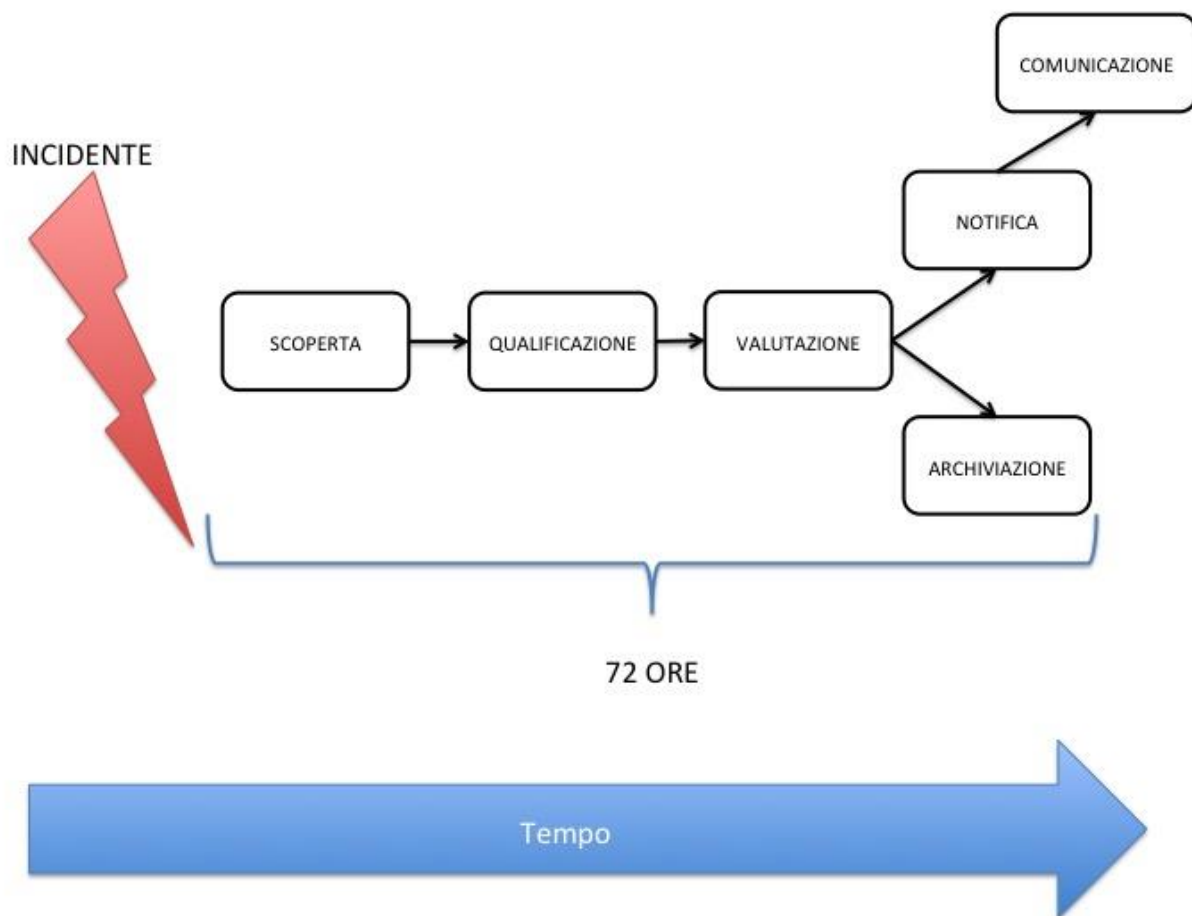 COMUNICAZIONE
INCIDENTE
NOTIFICA
SCOPERTA
QUALIFICAZIONE
VALUTAZIONE
ARCHIVIAZIONE
72 ORE
Tempo